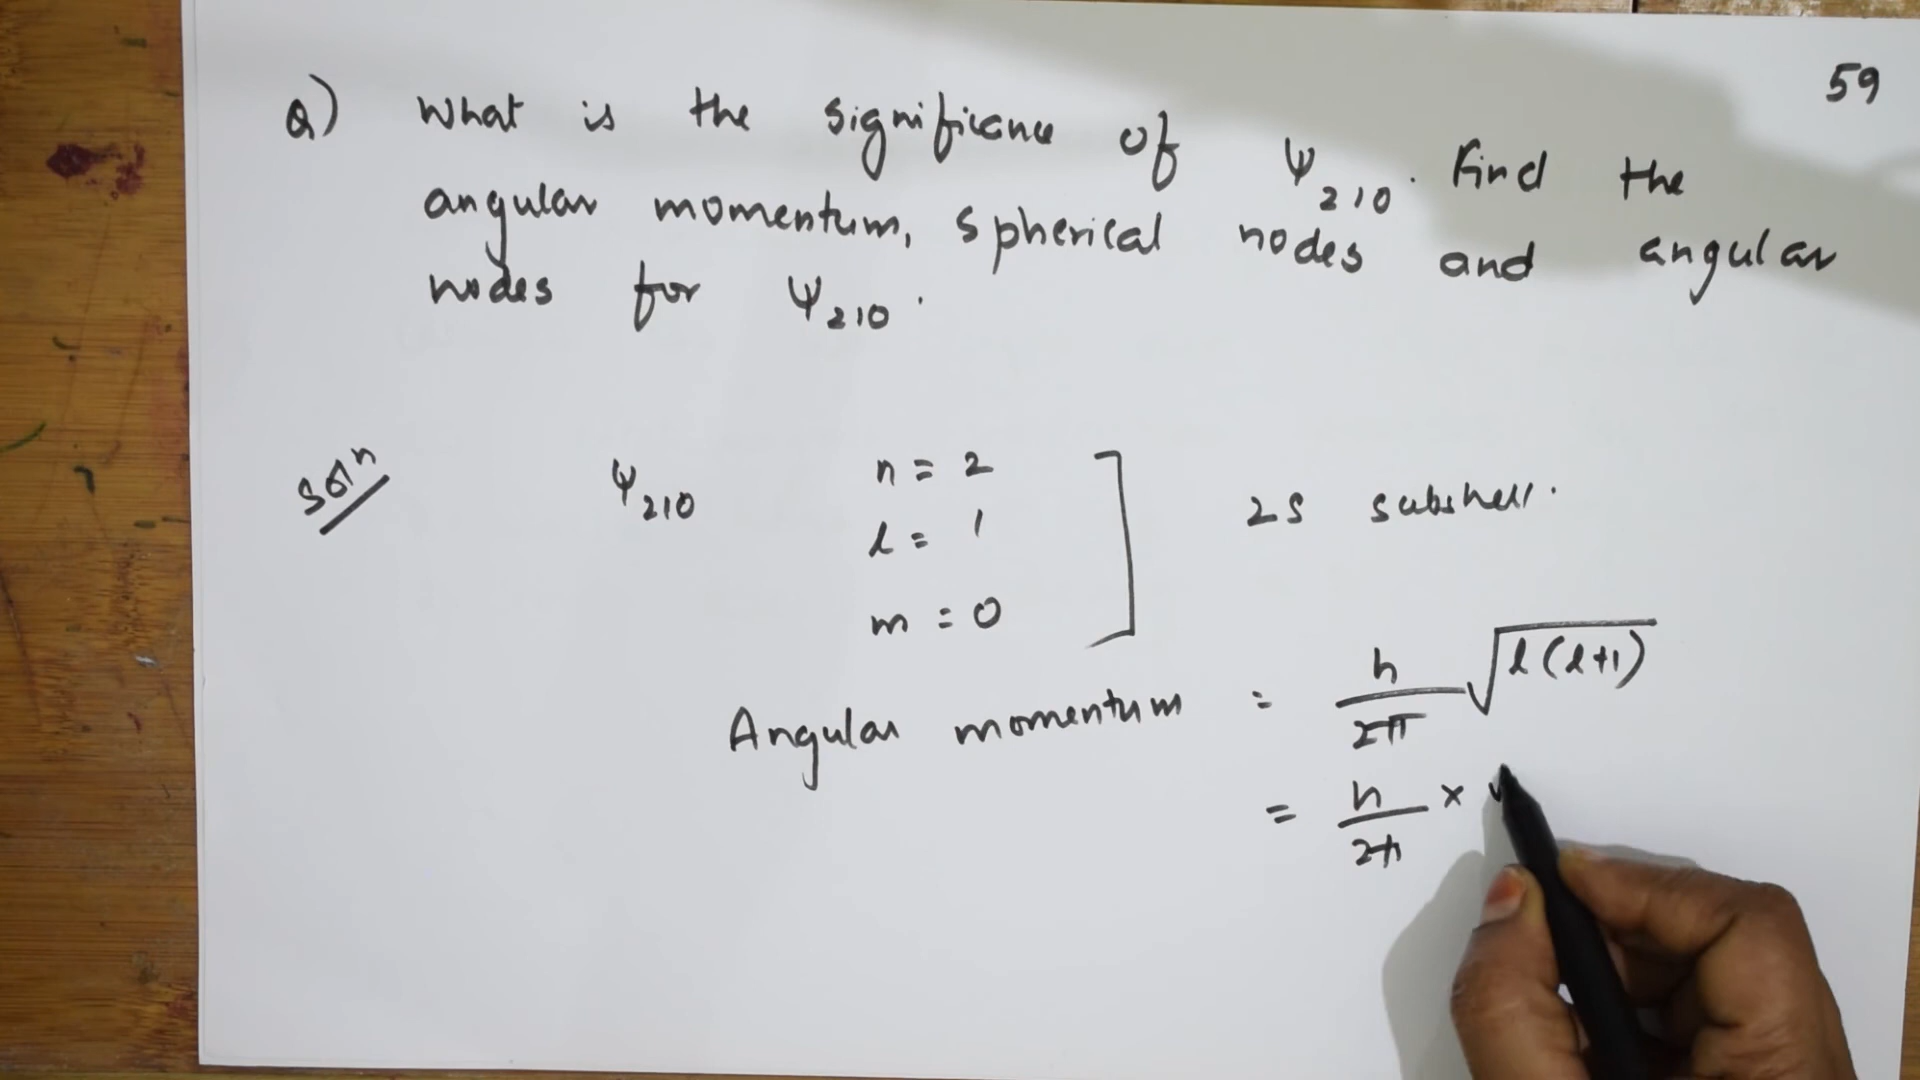 59
Q) What is the significance of Ψ210. Find the
angular momentum, spherical nodes and angular
nodes for Ψ210.
Solⁿ Ψ210 n = 2
l = 1
m = 0
2s subshell.
Angular momentum = h/2π √l(l+1)
= h/2π ×